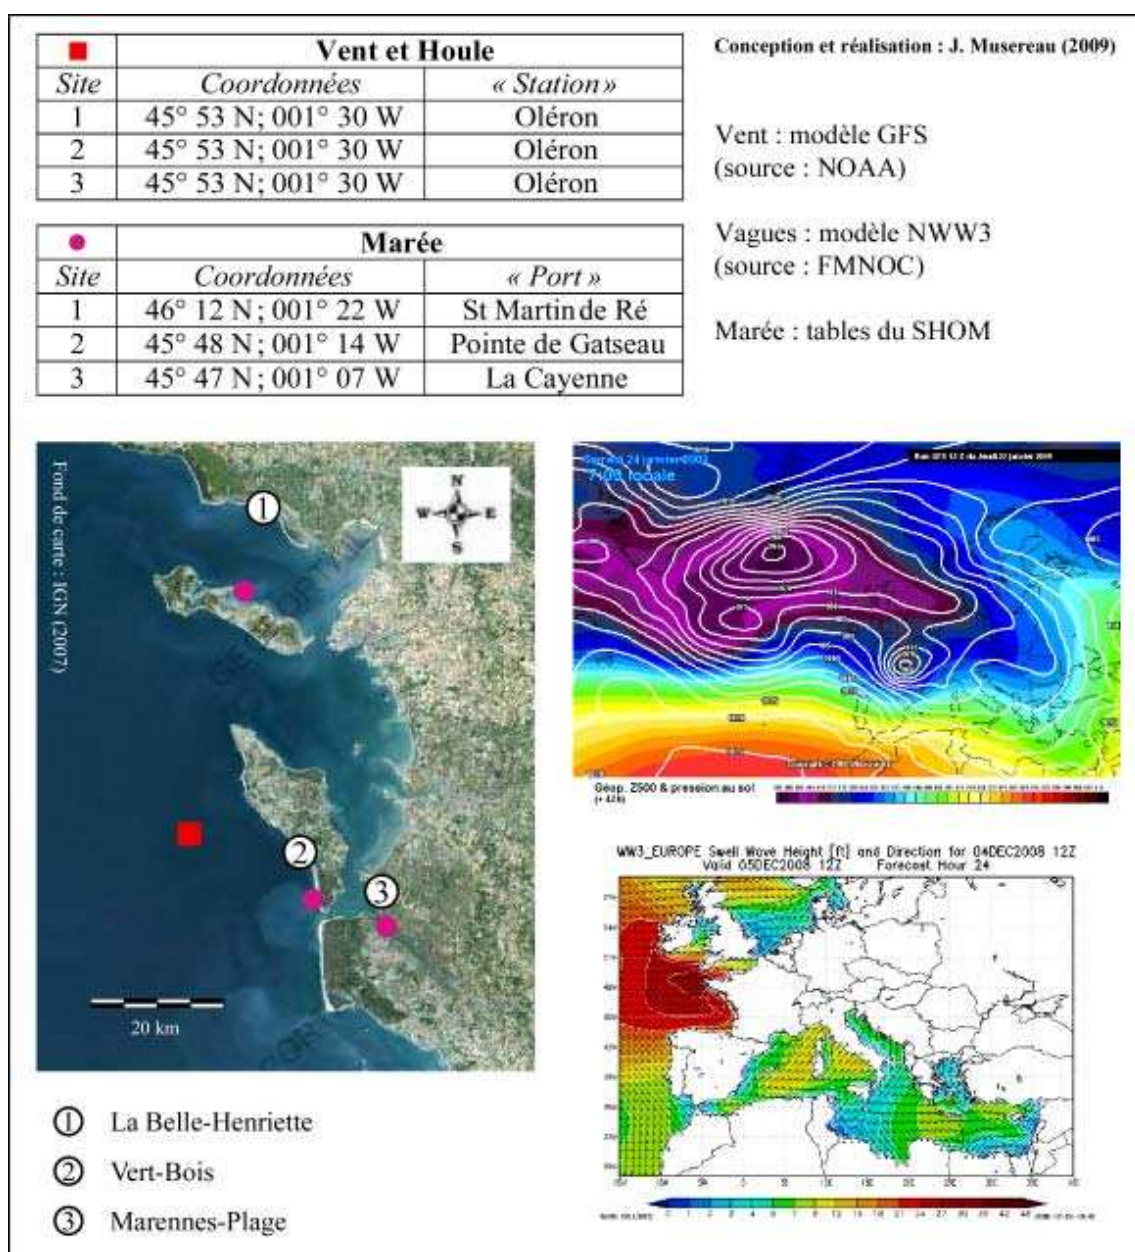 Vent et Houle
Site Coordonnées « Station »
1 45° 53 N; 001° 30 W Oléron
2 45° 53 N; 001° 30 W Oléron
3 45° 53 N; 001° 30 W Oléron
Marée
Site Coordonnées « Port »
1 46° 12 N; 001° 22 W St Martin de Ré
2 45° 48 N; 001° 14 W Pointe de Gatseau
3 45° 47 N; 001° 07 W La Cayenne
Conception et réalisation : J. Musereau (2009)
Vent : modèle GFS
(source : NOAA)
Vagues : modèle NWW3
(source : FMNOC)
Marée : tables du SHOM
Fond de carte : IGN (2007)
N
W E
S
1
2
3
20 km
1 La Belle-Henriette
2 Vert-Bois
3 Marennes-Plage
24 janvier
locale
Géop. Z500 & pression au sol
WW3_EUROPE Swell Wave Height [ft] and Direction for 04DEC2008 12Z
Valid 05DEC2008 12Z Forecast Hour 24